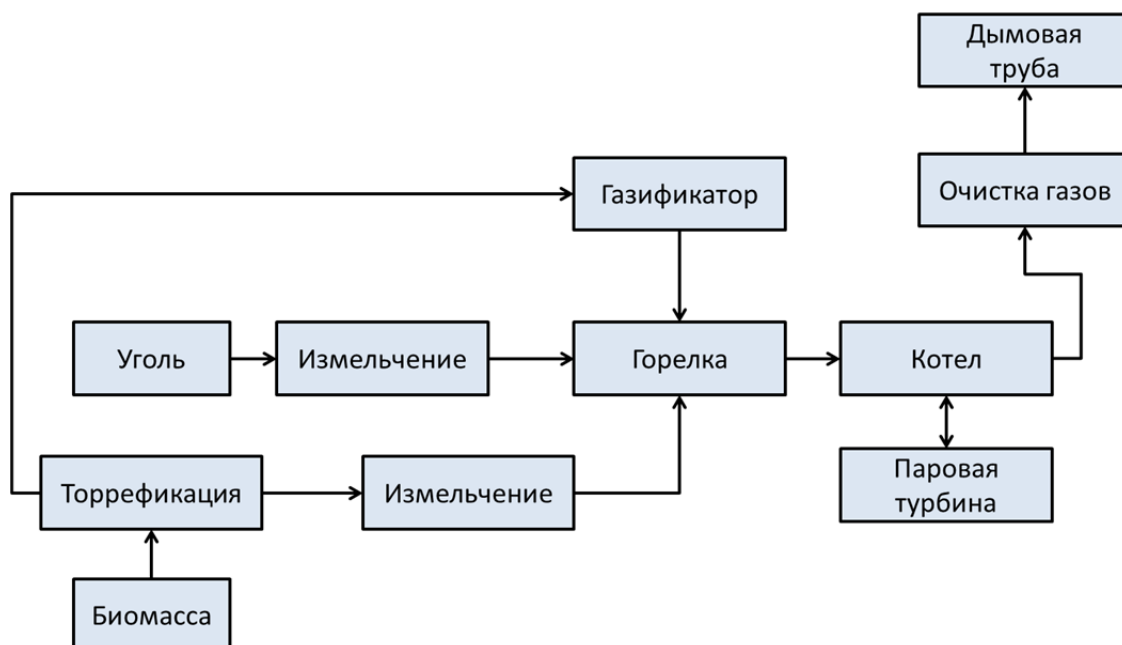 Дымовая
труба
Газификатор
Очистка газов
Уголь
Измельчение
Горелка
Котел
Торрефикация
Измельчение
Паровая
турбина
Биомасса